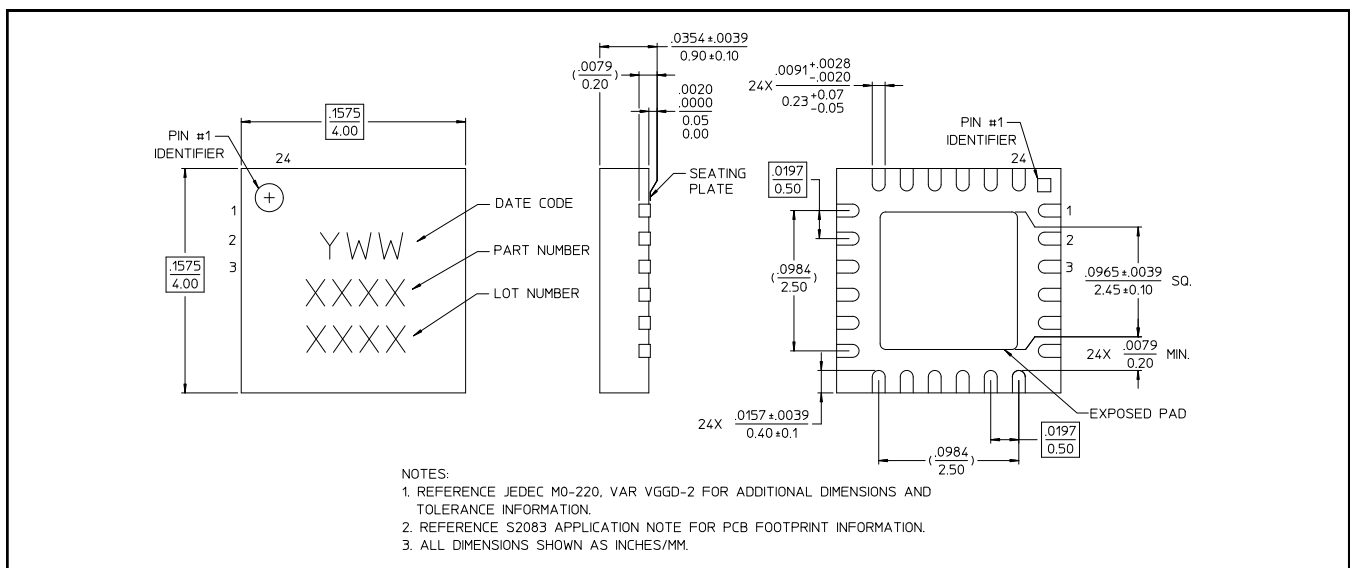 .1575
4.00
PIN #1
IDENTIFIER
24
1
2
3
.1575
4.00
YWW
XXXX
XXXX
DATE CODE
PART NUMBER
LOT NUMBER
.0354±.0039
0.90±0.10
(.0079
0.20)
.0020
.0000
0.05
0.00
SEATING
PLATE
24X .0091+.0028
-.0020
0.23+0.07
-0.05
PIN #1
IDENTIFIER
24
1
2
3
.0197
0.50
(.0984
2.50)
.0965±.0039
2.45±0.10 SQ.
24X .0079
0.20 MIN.
EXPOSED PAD
24X .0157±.0039
0.40±0.1
.0197
0.50
(.0984
2.50)
NOTES:
1. REFERENCE JEDEC MO-220, VAR VGGD-2 FOR ADDITIONAL DIMENSIONS AND
TOLERANCE INFORMATION.
2. REFERENCE S2083 APPLICATION NOTE FOR PCB FOOTPRINT INFORMATION.
3. ALL DIMENSIONS SHOWN AS INCHES/MM.